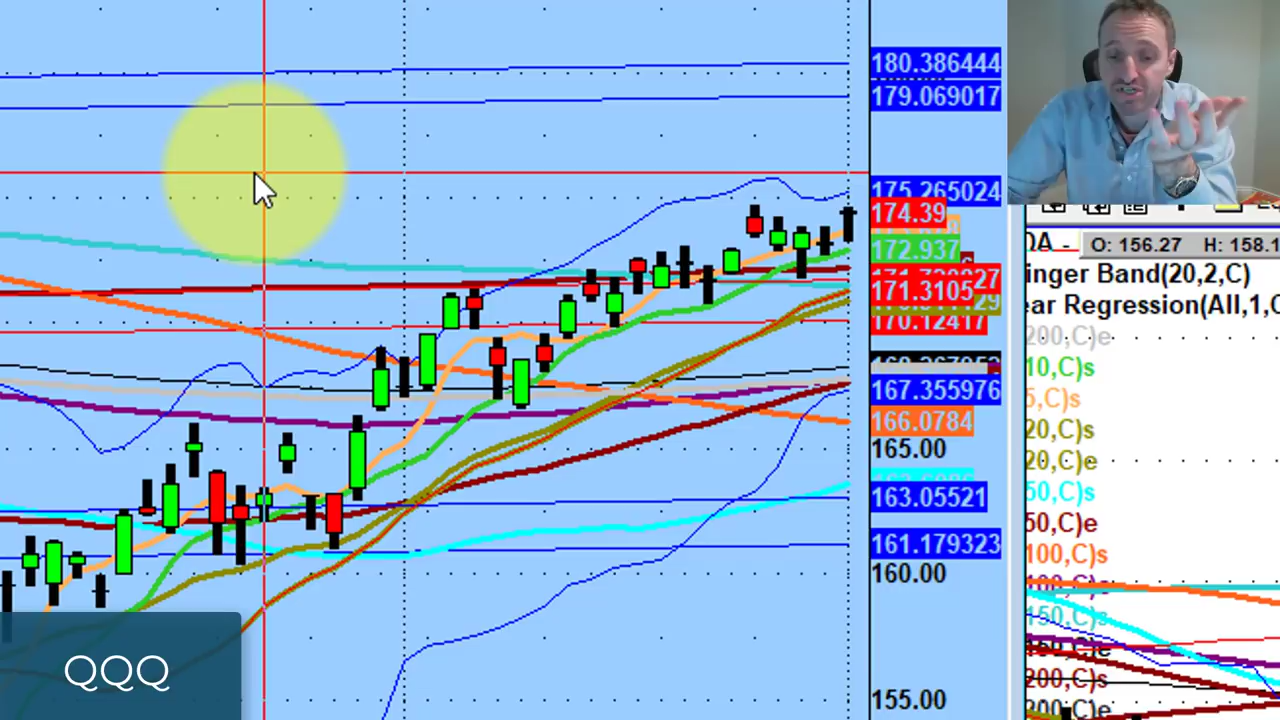 180.386444
179.069017
175.265024
174.39
172.937
171.3105
170.12417
167.355976
166.0784
165.00
163.05521
161.179323
160.00
155.00
QQQ
O: 156.27 H: 158.1
inger Band(20,2,C)
ear Regression(All,1,C
200,C)e
10,C)s
5,C)s
20,C)s
20,C)e
50,C)s
50,C)e
100,C)s
100,C)e
150,C)s
150,C)e
200,C)s
200,C)e